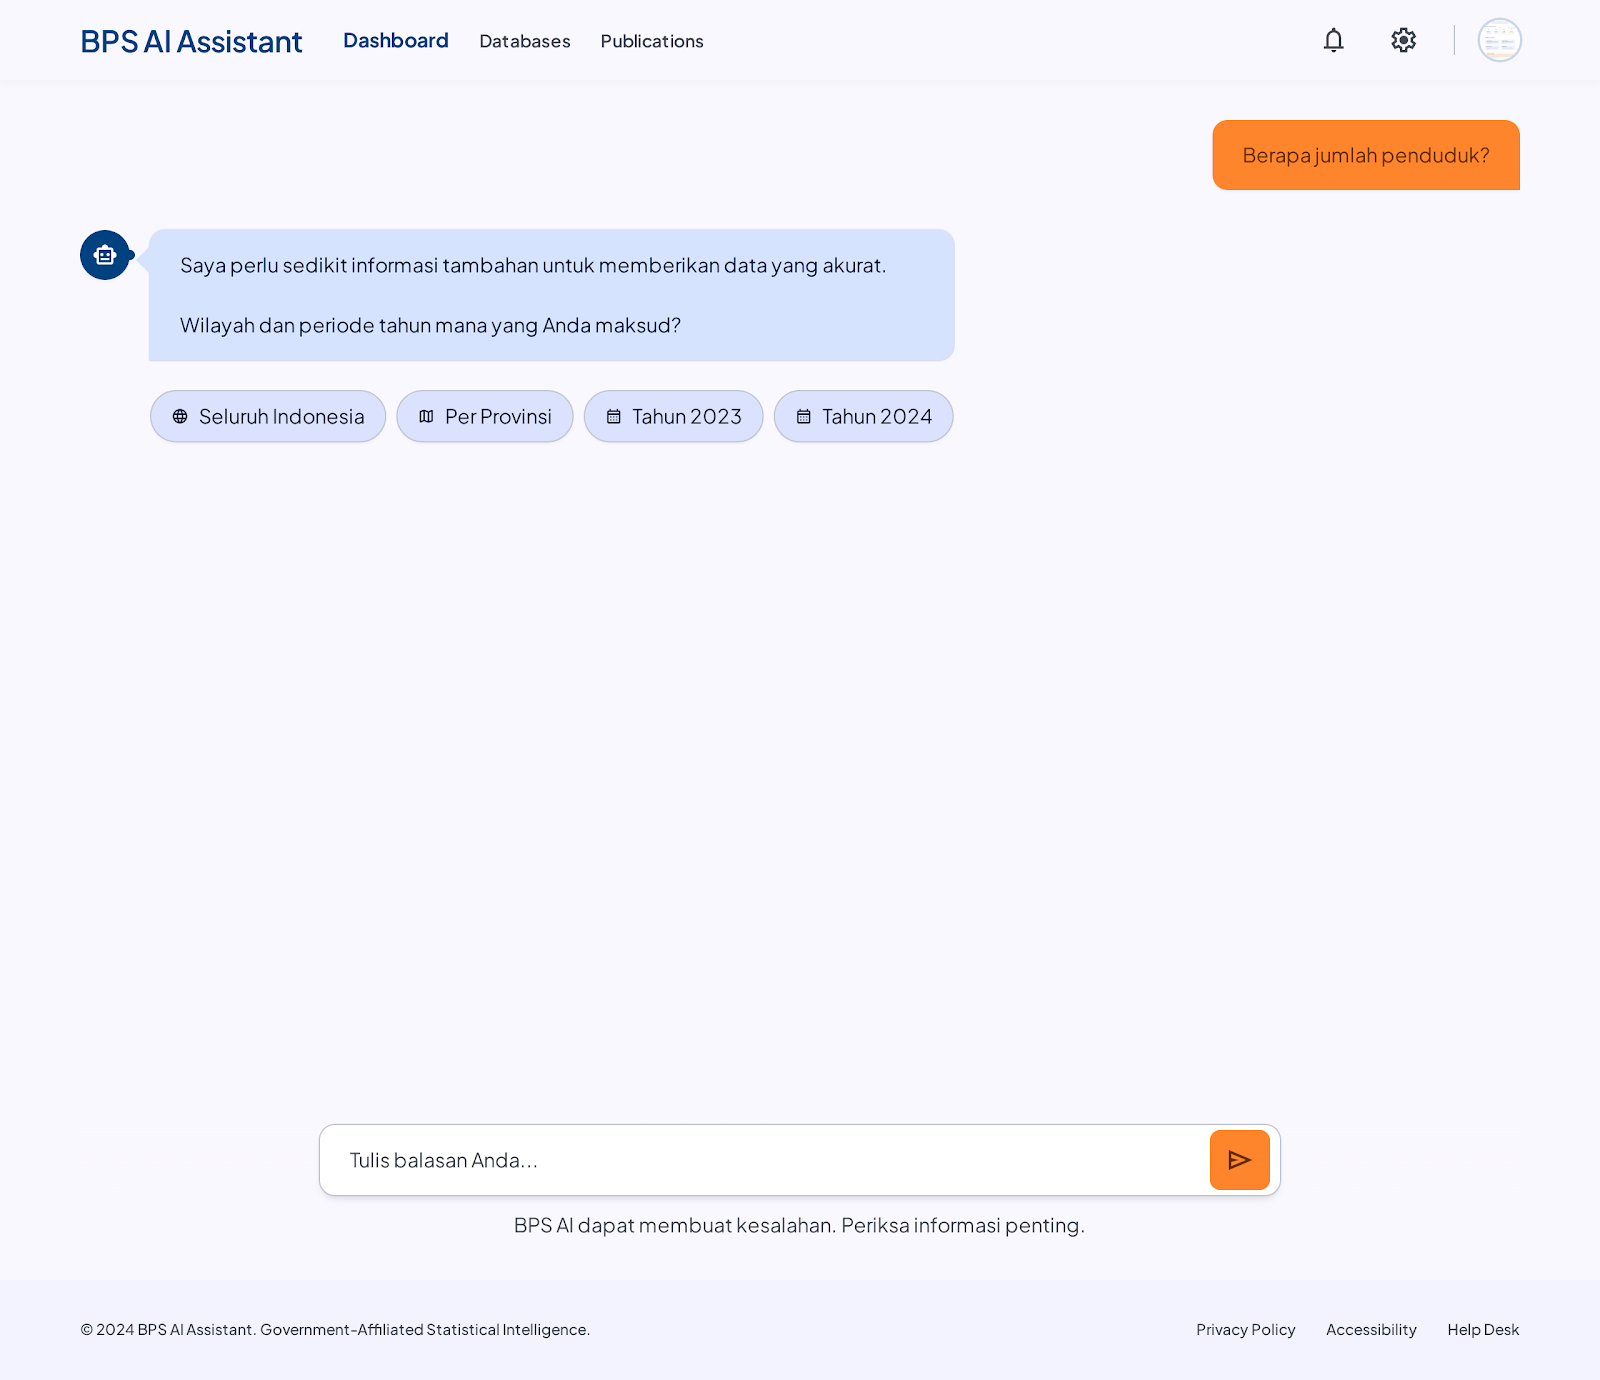 BPS AI Assistant Dashboard Databases Publications
Berapa jumlah penduduk?
Saya perlu sedikit informasi tambahan untuk memberikan data yang akurat.
Wilayah dan periode tahun mana yang Anda maksud?
Seluruh Indonesia Per Provinsi Tahun 2023 Tahun 2024
Tulis balasan Anda...
BPS AI dapat membuat kesalahan. Periksa informasi penting.
© 2024 BPS AI Assistant. Government-Affiliated Statistical Intelligence. Privacy Policy Accessibility Help Desk